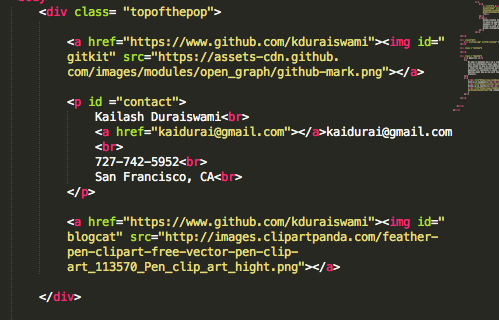 <div class= "topofthepop">
<a href="https://www.github.com/kduraiswami"><img id="
gitkit" src="https://assets-cdn.github.
com/images/modules/open_graph/github-mark.png"></a>
<p id ="contact">
Kailash Duraiswami<br>
<a href="kaidurai@gmail.com"></a>kaidurai@gmail.com
<br>
727-742-5952<br>
San Francisco, CA<br>
</p>
<a href="https://www.github.com/kduraiswami"><img id="
blogcat" src="http://images.clipartpanda.com/feather-
pen-clipart-free-vector-pen-clip-
art_113570_Pen_clip_art_hight.png"></a>
</div>